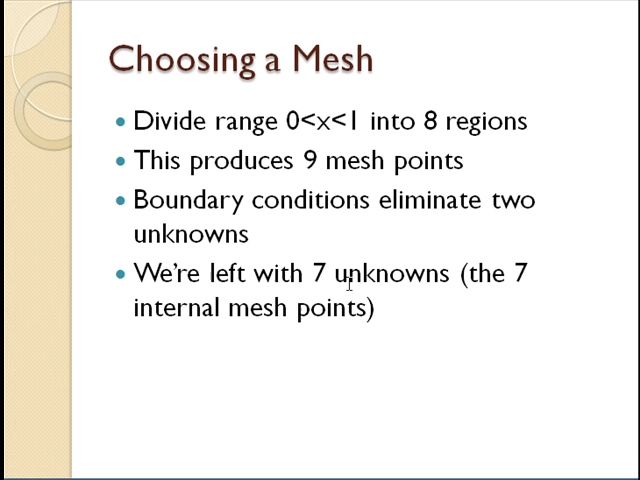 Choosing a Mesh
• Divide range 0<x<1 into 8 regions
• This produces 9 mesh points
• Boundary conditions eliminate two
unknowns
• We're left with 7 unknowns (the 7
internal mesh points)